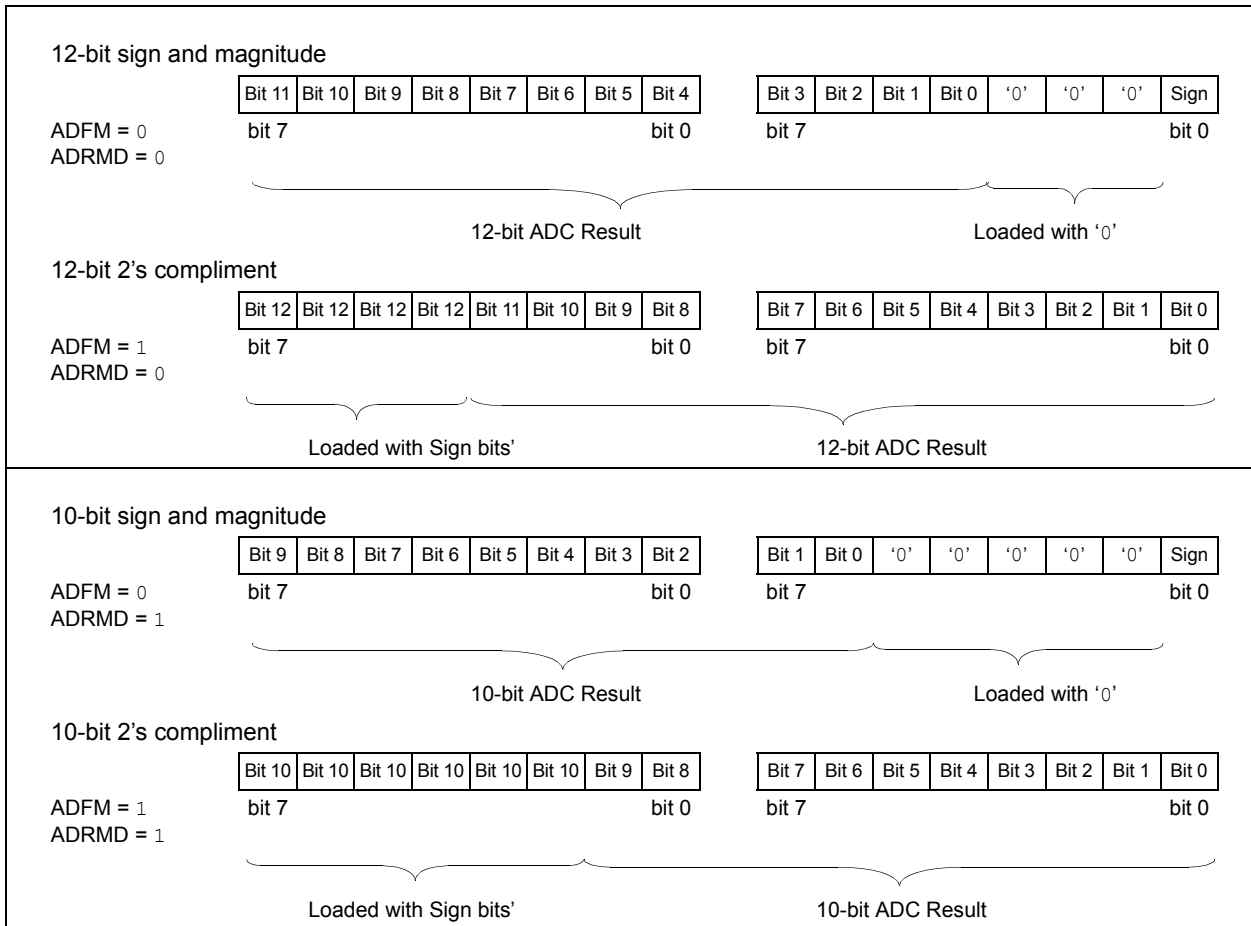 12-bit sign and magnitude
Bit 11 Bit 10 Bit 9 Bit 8 Bit 7 Bit 6 Bit 5 Bit 4 Bit 3 Bit 2 Bit 1 Bit 0 ‘0’ ‘0’ ‘0’ Sign
ADFM = 0 bit 7 bit 0 bit 7 bit 0
ADRMD = 0
12-bit ADC Result Loaded with ‘0’
12-bit 2’s compliment
Bit 12 Bit 12 Bit 12 Bit 12 Bit 11 Bit 10 Bit 9 Bit 8 Bit 7 Bit 6 Bit 5 Bit 4 Bit 3 Bit 2 Bit 1 Bit 0
ADFM = 1 bit 7 bit 0 bit 7 bit 0
ADRMD = 0
Loaded with Sign bits’ 12-bit ADC Result
10-bit sign and magnitude
Bit 9 Bit 8 Bit 7 Bit 6 Bit 5 Bit 4 Bit 3 Bit 2 Bit 1 Bit 0 ‘0’ ‘0’ ‘0’ ‘0’ ‘0’ Sign
ADFM = 0 bit 7 bit 0 bit 7 bit 0
ADRMD = 1
10-bit ADC Result Loaded with ‘0’
10-bit 2’s compliment
Bit 10 Bit 10 Bit 10 Bit 10 Bit 10 Bit 10 Bit 9 Bit 8 Bit 7 Bit 6 Bit 5 Bit 4 Bit 3 Bit 2 Bit 1 Bit 0
ADFM = 1 bit 7 bit 0 bit 7 bit 0
ADRMD = 1
Loaded with Sign bits’ 10-bit ADC Result